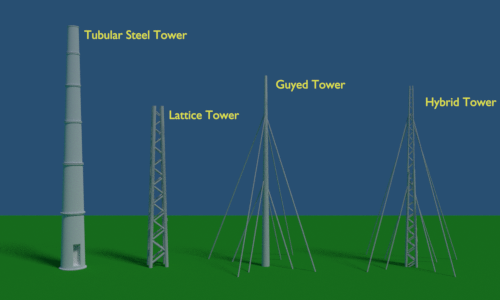 Tubular Steel Tower
Guyed Tower
Hybrid Tower
Lattice Tower